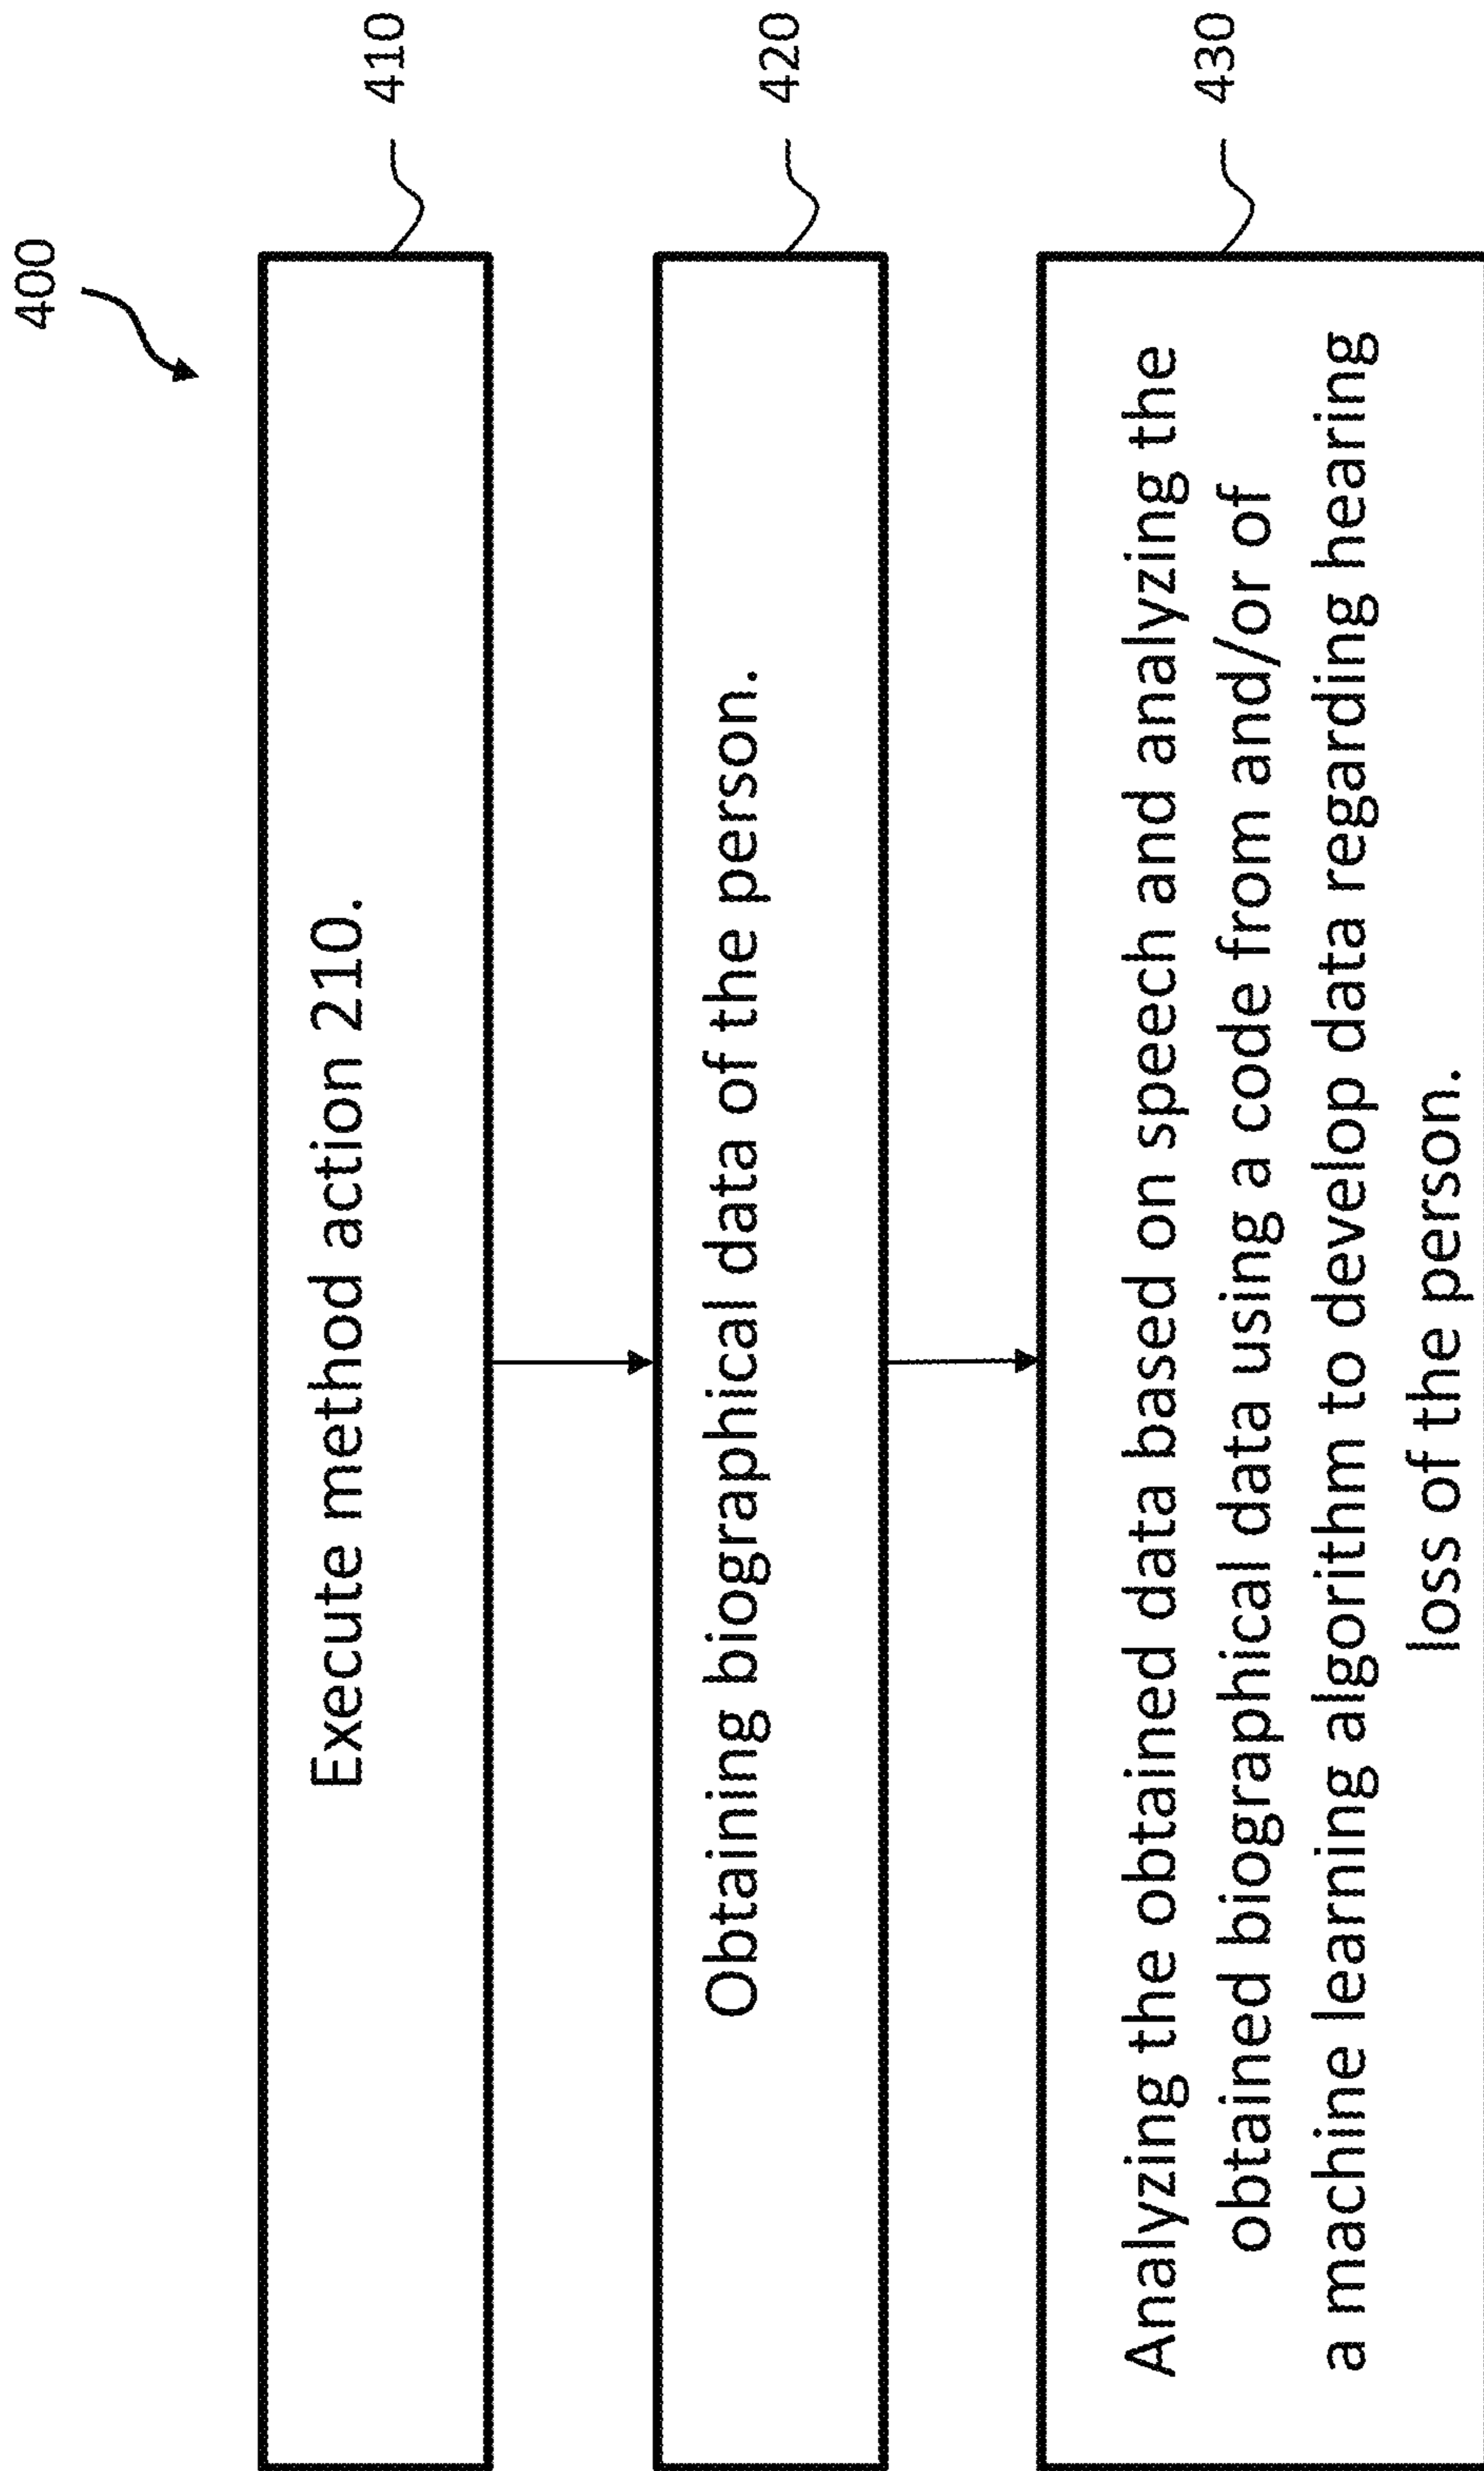 400
Execute method action 210.
410
Obtaining biographical data of the person.
420
Analyzing the obtained data based on speech and analyzing the
obtained biographical data using a code from and/or of
a machine learning algorithm to develop data regarding hearing
loss of the person.
430